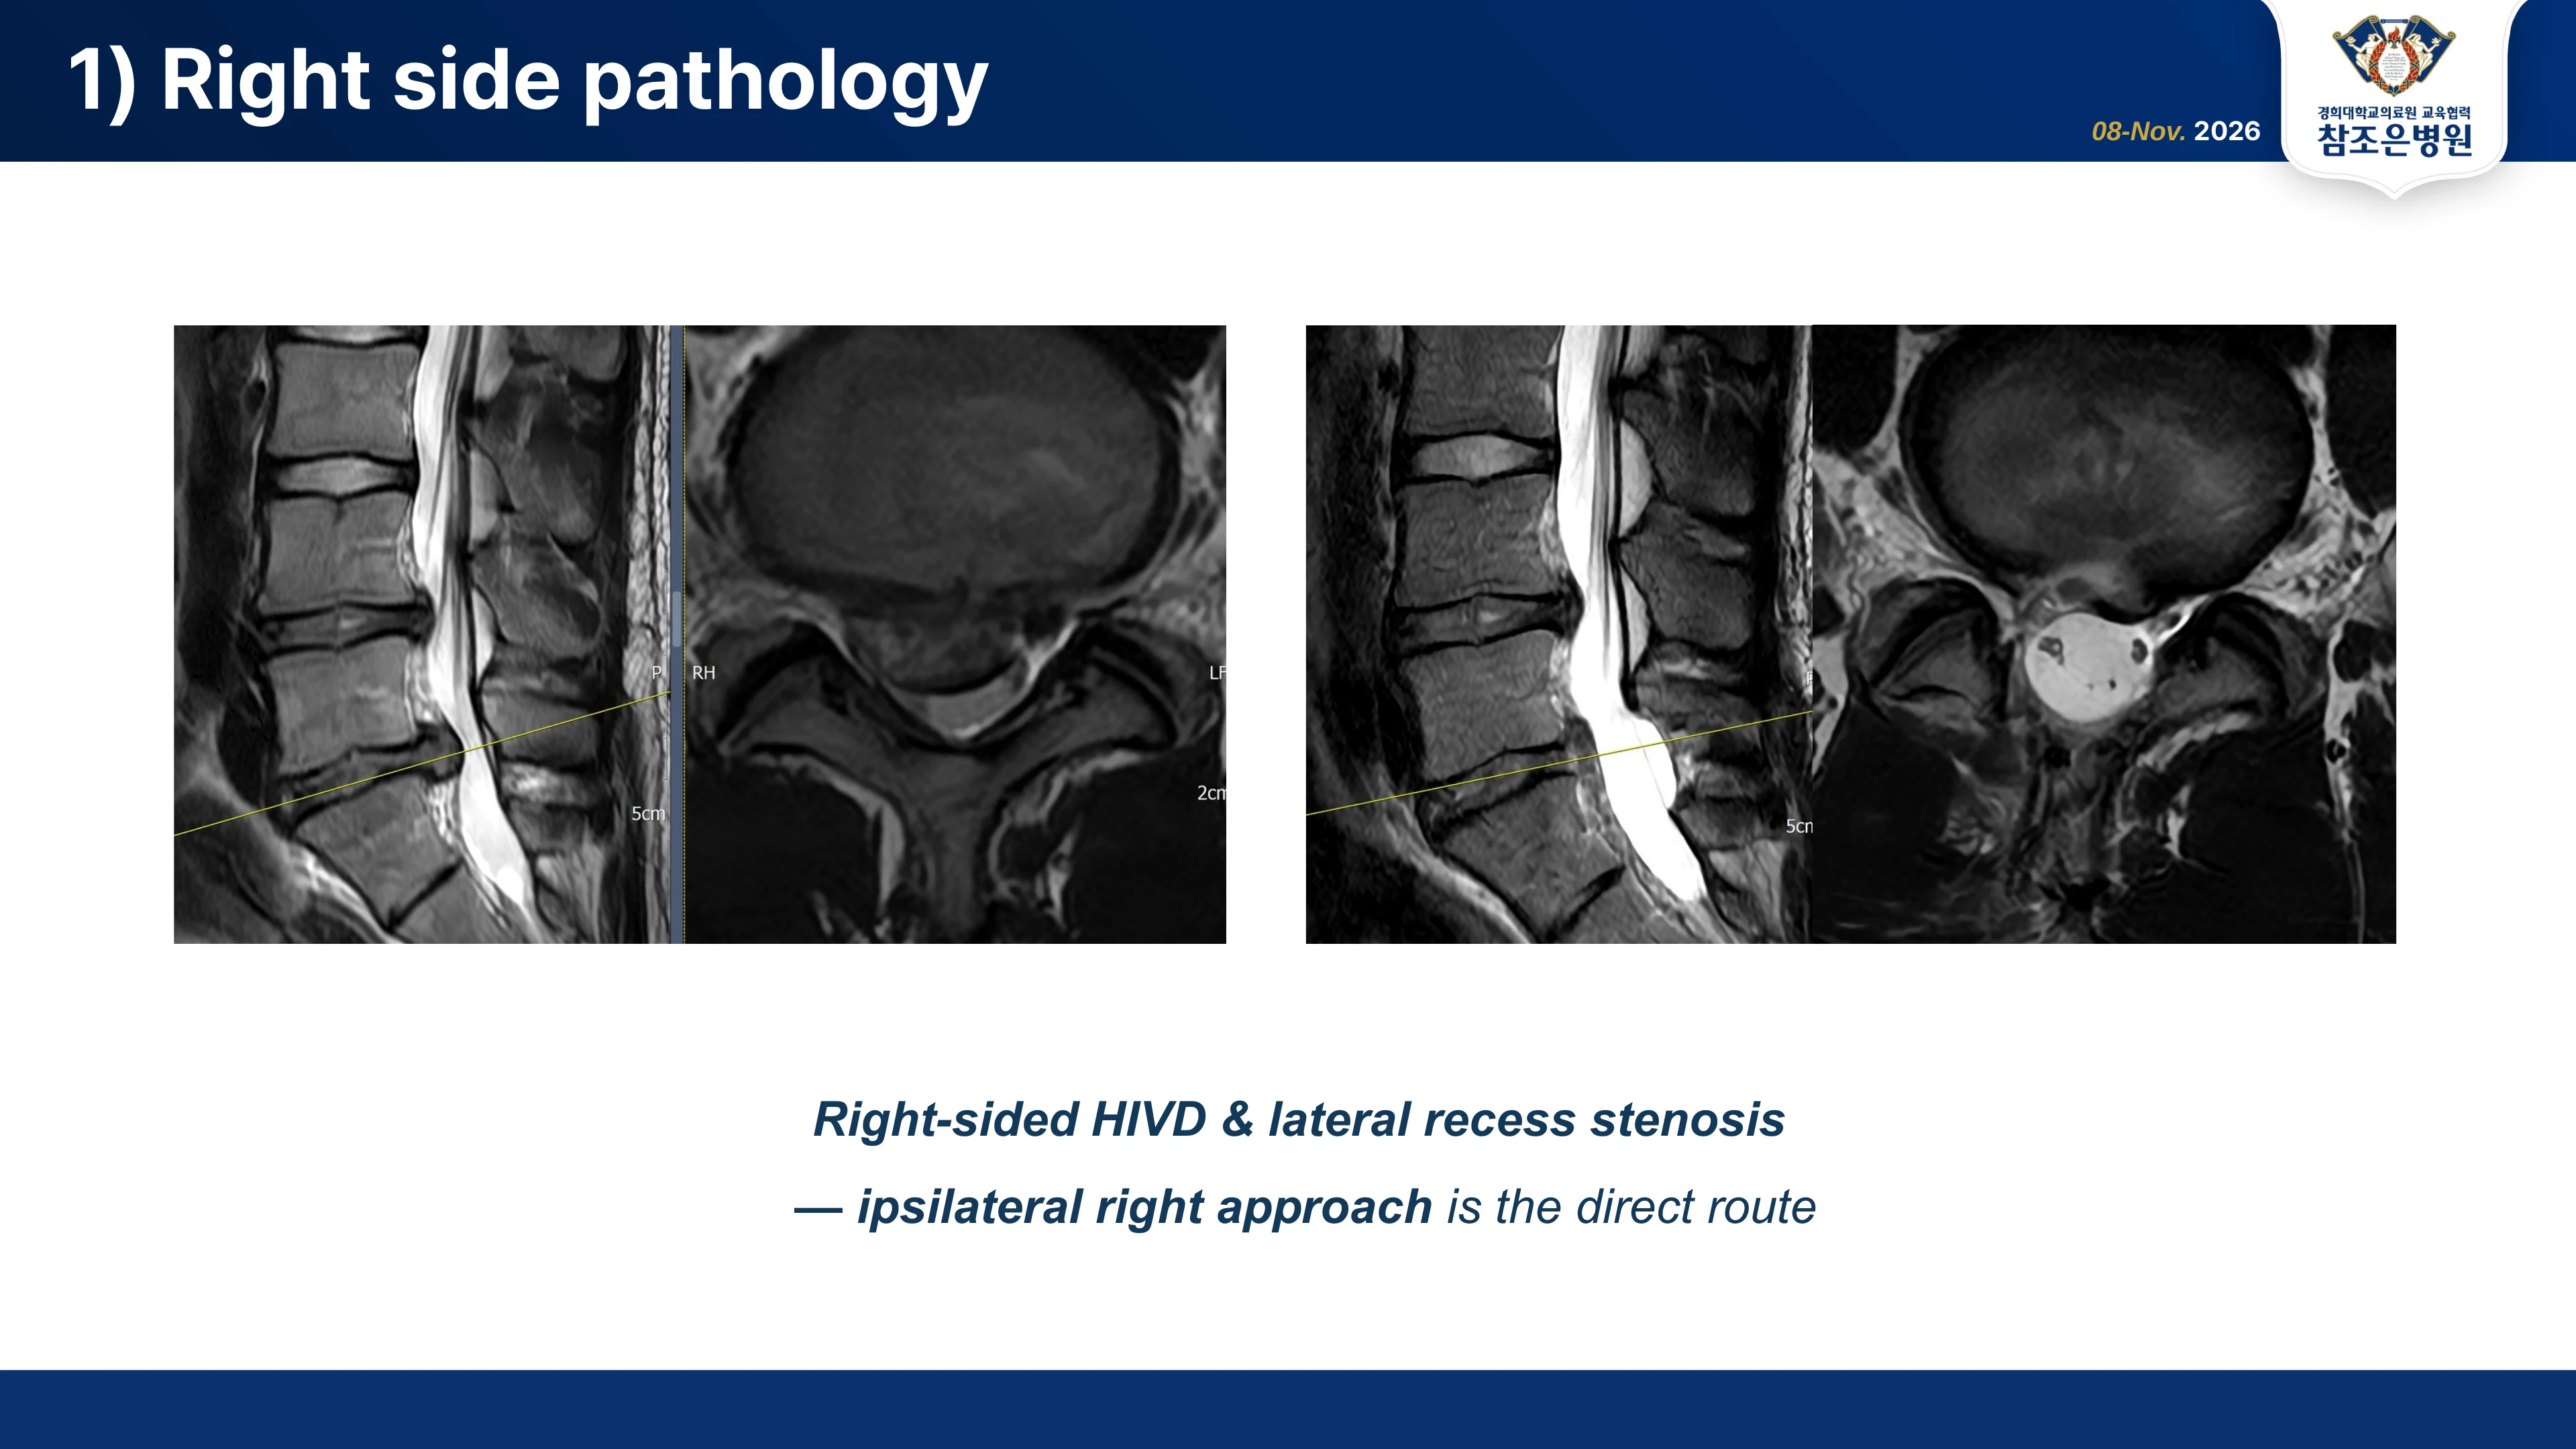 1) Right side pathology
08-Nov. 2026
경희대학교의료원 교육협력
참조은병원
P
RH
LF
2cm
5cm
5cm
Right-sided HIVD & lateral recess stenosis
— ipsilateral right approach is the direct route